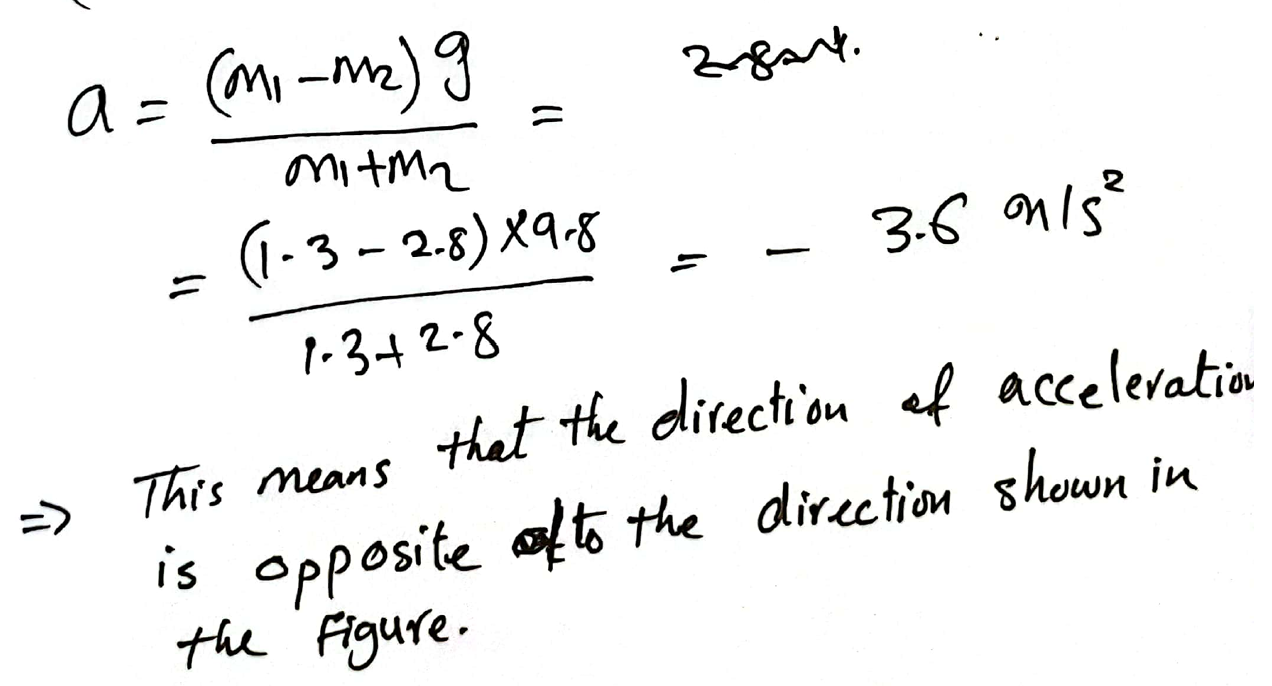 a = (m1 - m2) g / m1 + m2 =
= (1.3 - 2.8) x 9.8 / 1.3 + 2.8 = - 3.6 m/s²
=> This means that the direction of acceleration
is opposite to the direction shown in
the figure.